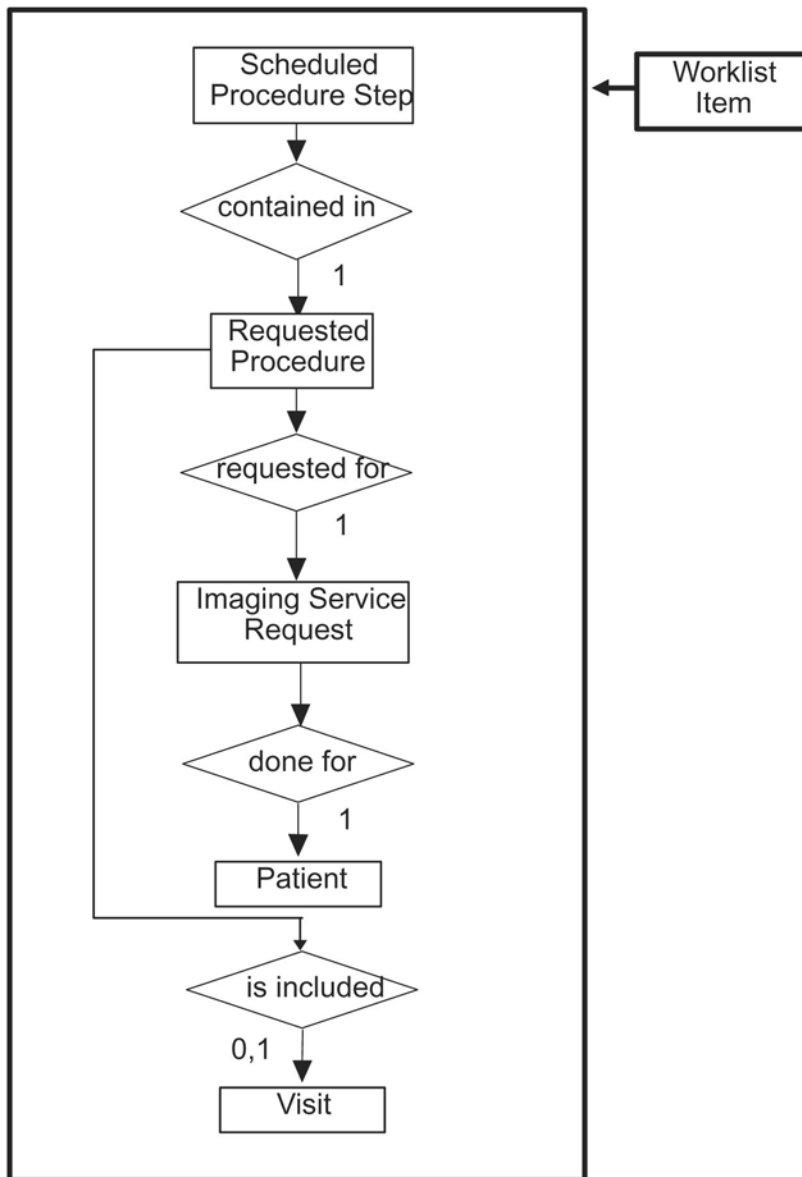 Scheduled
Procedure Step
Worklist
Item
contained in
1
Requested
Procedure
requested for
1
Imaging Service
Request
done for
1
Patient
is included
0,1
Visit